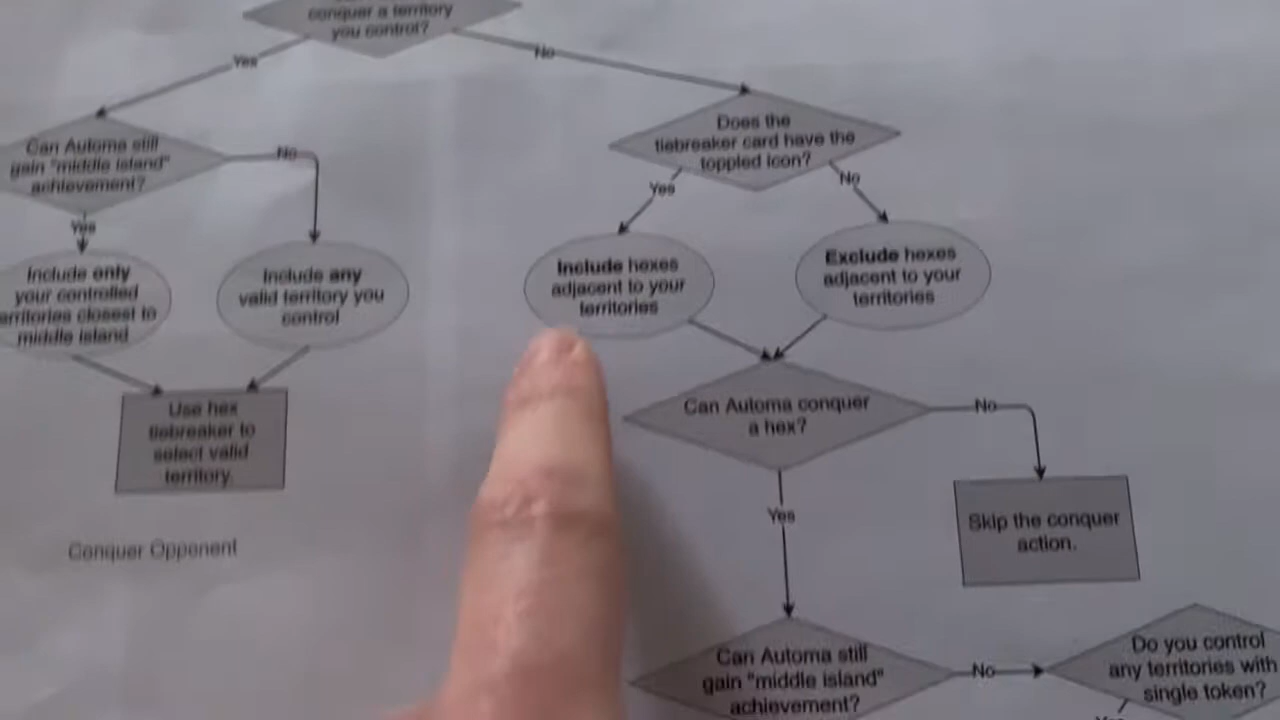 conquer a territory
you control?
Yes
No
Can Automa still
gain "middle island"
achievement?
No
Yes
Does the
tiebreaker card have the
toppled icon?
Yes
No
Include only
your controlled
territories closest to
middle island
Include any
valid territory you
control
Include hexes
adjacent to your
territories
Exclude hexes
adjacent to your
territories
Use hex
tiebreaker to
select valid
territory.
Can Automa conquer
a hex?
No
Yes
Skip the conquer
action.
Conquer Opponent
Can Automa still
gain "middle island"
achievement?
No
Do you control
any territories with
single token?
Yes